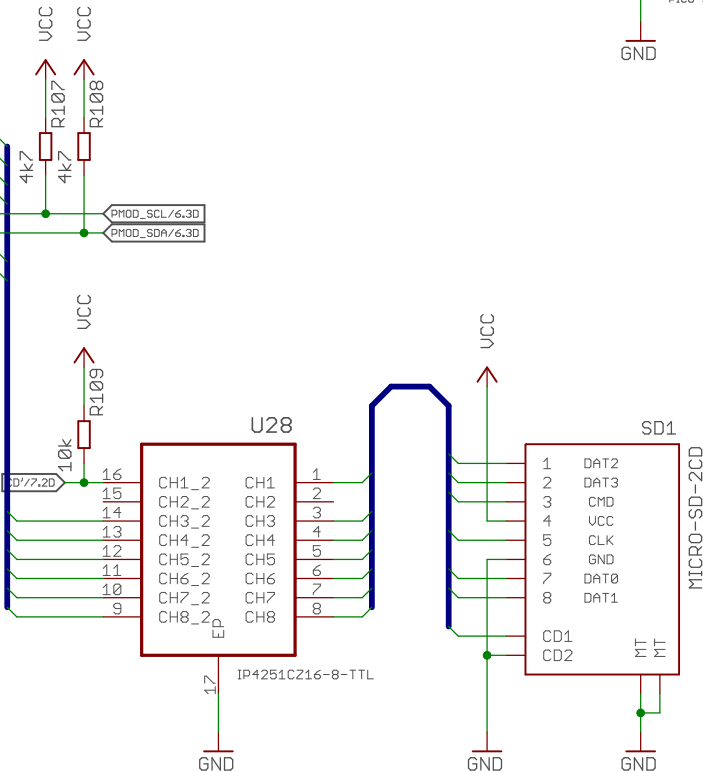 VCC
VCC
R107
R108
4k7
4k7
GND
PMOD_SCL/6.3D
PMOD_SDA/6.3D
VCC
R109
10k
CD'/7.2D
U28
16 CH1_2 CH1 1
15 CH2_2 CH2 2
14 CH3_2 CH3 3
13 CH4_2 CH4 4
12 CH5_2 CH5 5
11 CH6_2 CH6 6
10 CH7_2 CH7 7
9 CH8_2 CH8 8
EP
17
IP4251CZ16-8-TTL
GND
VCC
SD1
MICRO-SD-2CD
1 DAT2
2 DAT3
3 CMD
4 VCC
5 CLK
6 GND
7 DAT0
8 DAT1
CD1
CD2
MT
MT
GND
GND